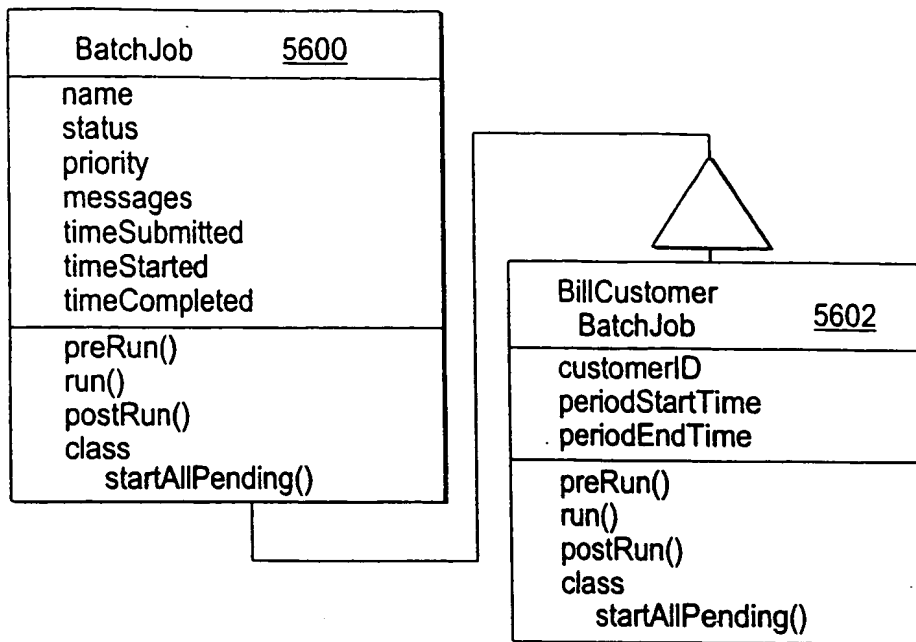 BatchJob 5600
name
status
priority
messages
timeSubmitted
timeStarted
timeCompleted
preRun()
run()
postRun()
class
startAllPending()
BillCustomer
BatchJob 5602
customerID
periodStartTime
periodEndTime
preRun()
run()
postRun()
class
startAllPending()